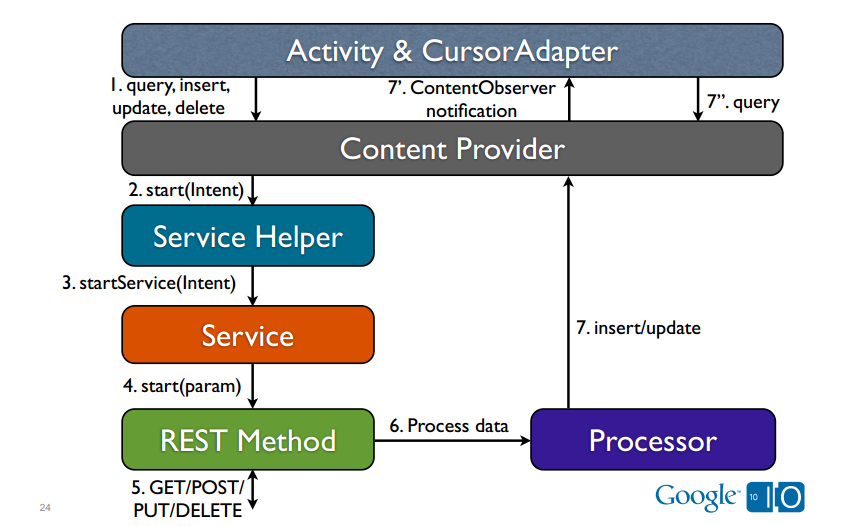 Activity & CursorAdapter
1. query, insert,
update, delete
7’. ContentObserver
notification
7”. query
Content Provider
2. start(Intent)
Service Helper
3. startService(Intent)
Service
7. insert/update
4. start(param)
REST Method
6. Process data
Processor
5. GET/POST/
PUT/DELETE
24
Google™ 10 IO